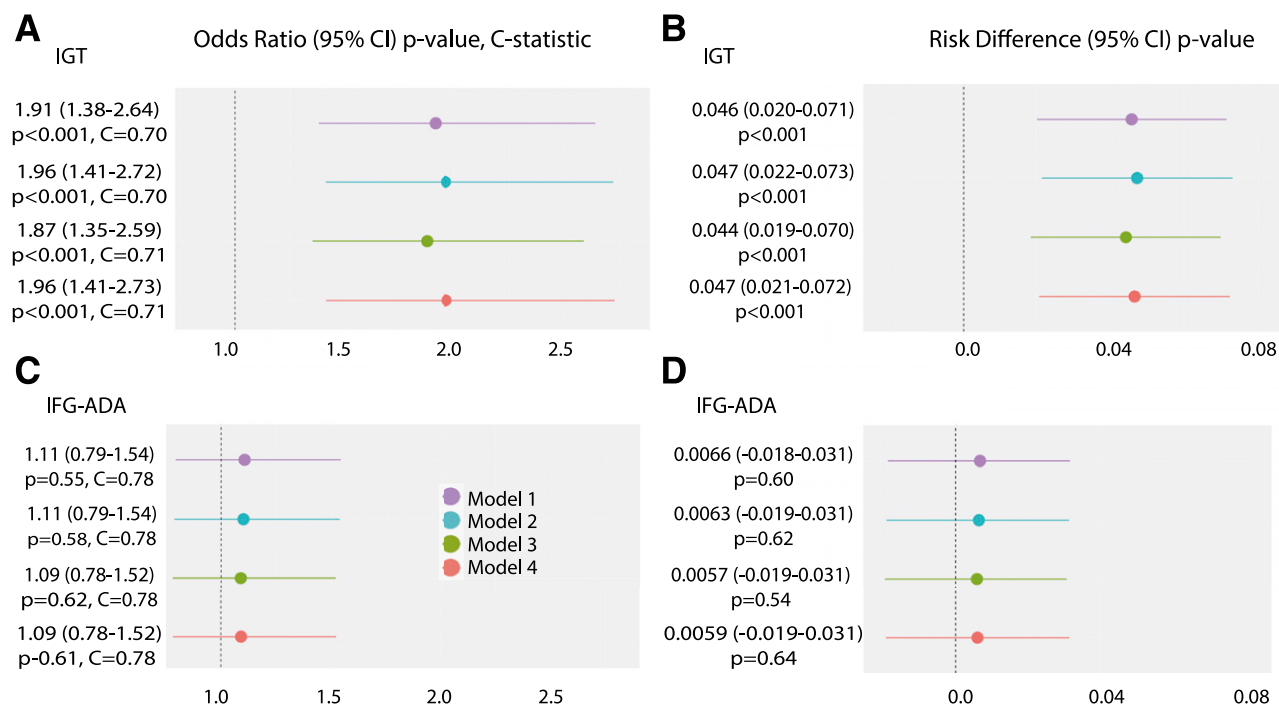 A
Odds Ratio (95% CI) p-value, C-statistic
IGT
1.91 (1.38-2.64)
p<0.001, C=0.70
1.96 (1.41-2.72)
p<0.001, C=0.70
1.87 (1.35-2.59)
p<0.001, C=0.71
1.96 (1.41-2.73)
p<0.001, C=0.71
1.0 1.5 2.0 2.5
B
Risk Difference (95% CI) p-value
IGT
0.046 (0.020-0.071)
p<0.001
0.047 (0.022-0.073)
p<0.001
0.044 (0.019-0.070)
p<0.001
0.047 (0.021-0.072)
p<0.001
0.0 0.04 0.08
C
IFG-ADA
1.11 (0.79-1.54)
p=0.55, C=0.78
1.11 (0.79-1.54)
p=0.58, C=0.78
1.09 (0.78-1.52)
p=0.62, C=0.78
1.09 (0.78-1.52)
p-0.61, C=0.78
Model 1
Model 2
Model 3
Model 4
1.0 1.5 2.0 2.5
D
IFG-ADA
0.0066 (-0.018-0.031)
p=0.60
0.0063 (-0.019-0.031)
p=0.62
0.0057 (-0.019-0.031)
p=0.54
0.0059 (-0.019-0.031)
p=0.64
0.0 0.04 0.08